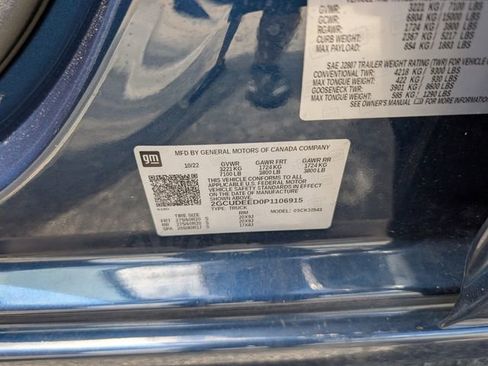 GVWR: 3221 KG / 7100 LBS
GCWR: 6804 KG / 15000 LBS
RGAWR: 1724 KG / 3800 LBS
CURB WEIGHT: 2367 KG / 5217 LBS
MAX PAYLOAD: 854 KG / 1883 LBS
SAE J2807 TRAILER WEIGHT RATING (TWR) FOR VEHICLE
CONVENTIONAL TWR: 4218 KG / 9300 LBS
MAX TONGUE WEIGHT: 422 KG / 930 LBS
GOOSENECK TWR: 3901 KG / 8600 LBS
MAX TONGUE WEIGHT: 585 KG / 1290 LBS
SEE OWNER'S MANUAL FOR
gm
MFD BY GENERAL MOTORS OF CANADA COMPANY
10/22 GVWR GAWR FRT GAWR RR
3221 KG 1724 KG 1724 KG
7100 LB 3800 LB 3800 LB
THIS VEHICLE CONFORMS TO ALL
APPLICABLE U.S. FEDERAL MOTOR
VEHICLE SAFETY STANDARDS IN EFFECT
ON THE DATE OF MANUFACTURE
SHOWN ABOVE.
2GCUDEED0P1106915
TYPE: TRUCK MODEL:
TIRE SIZE RIM
FRT 20X9J
RR 20X9J
SPA